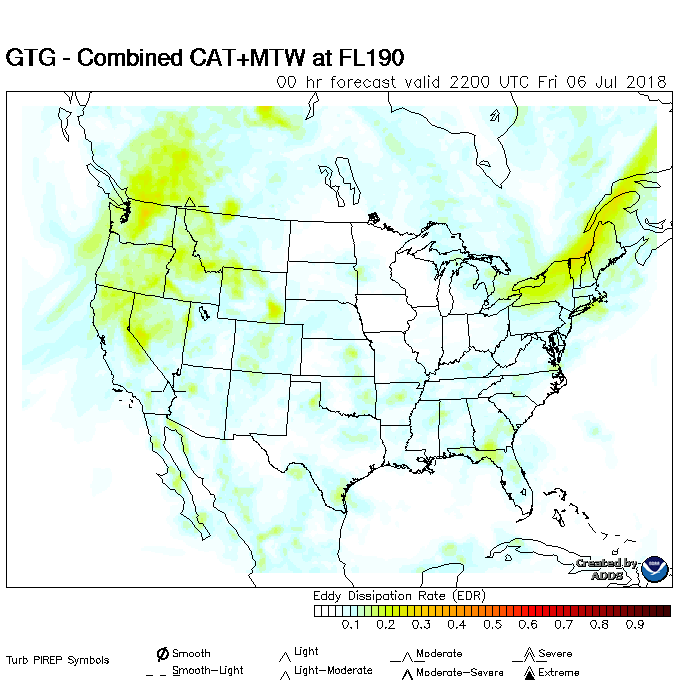 GTG - Combined CAT+MTW at FL190
00 hr forecast valid 2200 UTC Fri 06 Jul 2018
Created by
ADDS
Eddy Dissipation Rate (EDR)
0.1 0.2 0.3 0.4 0.5 0.6 0.7 0.8 0.9
Turb PIREP Symbols
Smooth Light Moderate Severe
Smooth-Light Light-Moderate Moderate-Severe Extreme